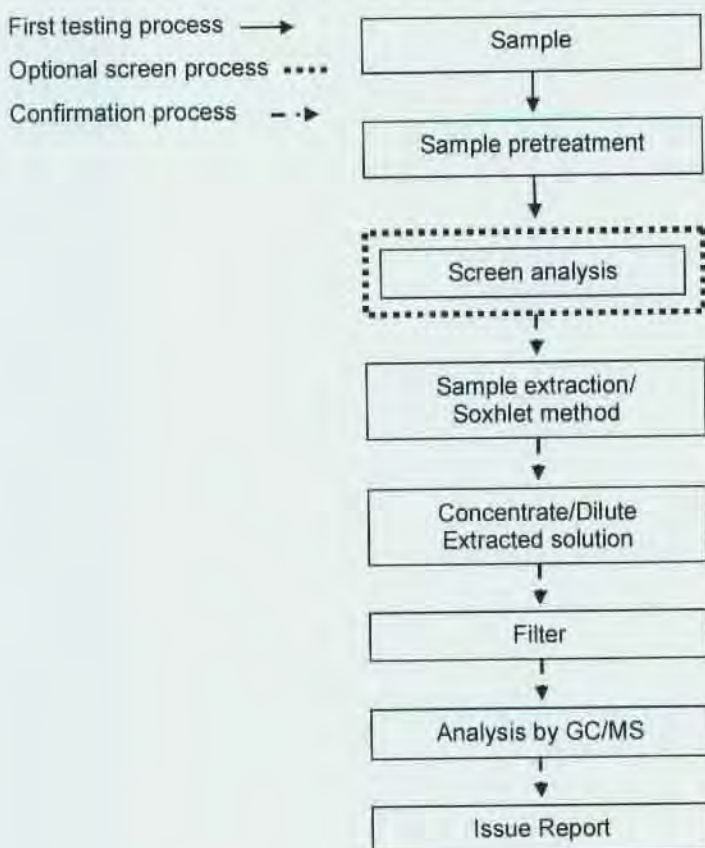 First testing process
Optional screen process
Confirmation process
Sample
Sample pretreatment
Screen analysis
Sample extraction/
Soxhlet method
Concentrate/Dilute
Extracted solution
Filter
Analysis by GC/MS
Issue Report